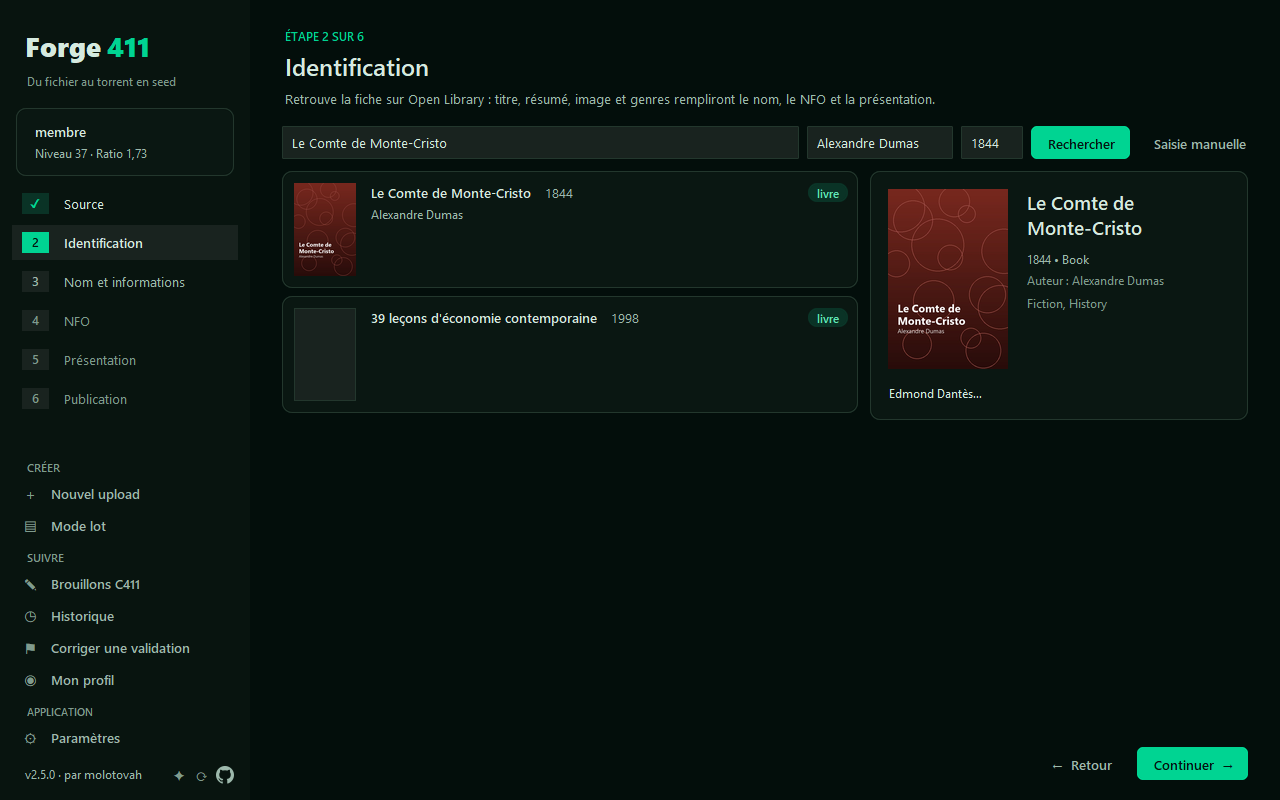 Forge 411
Du fichier au torrent en seed
membre
Niveau 37 · Ratio 1,73
✓ Source
2 Identification
3 Nom et informations
4 NFO
5 Présentation
6 Publication
CRÉER
+ Nouvel upload
Mode lot
SUIVRE
Brouillons C411
Historique
Corriger une validation
Mon profil
APPLICATION
Paramètres
v2.5.0 · par molotovah
ÉTAPE 2 SUR 6
Identification
Retrouve la fiche sur Open Library : titre, résumé, image et genres rempliront le nom, le NFO et la présentation.
Le Comte de Monte-Cristo Alexandre Dumas 1844 Rechercher Saisie manuelle
Le Comte de Monte-Cristo 1844 livre
Alexandre Dumas
Le Comte de
Monte-Cristo
Alexandre Dumas
39 leçons d'économie contemporaine 1998 livre
Le Comte de
Monte-Cristo
1844 • Book
Auteur : Alexandre Dumas
Fiction, History
Le Comte de
Monte-Cristo
Alexandre Dumas
Edmond Dantès...
← Retour Continuer →